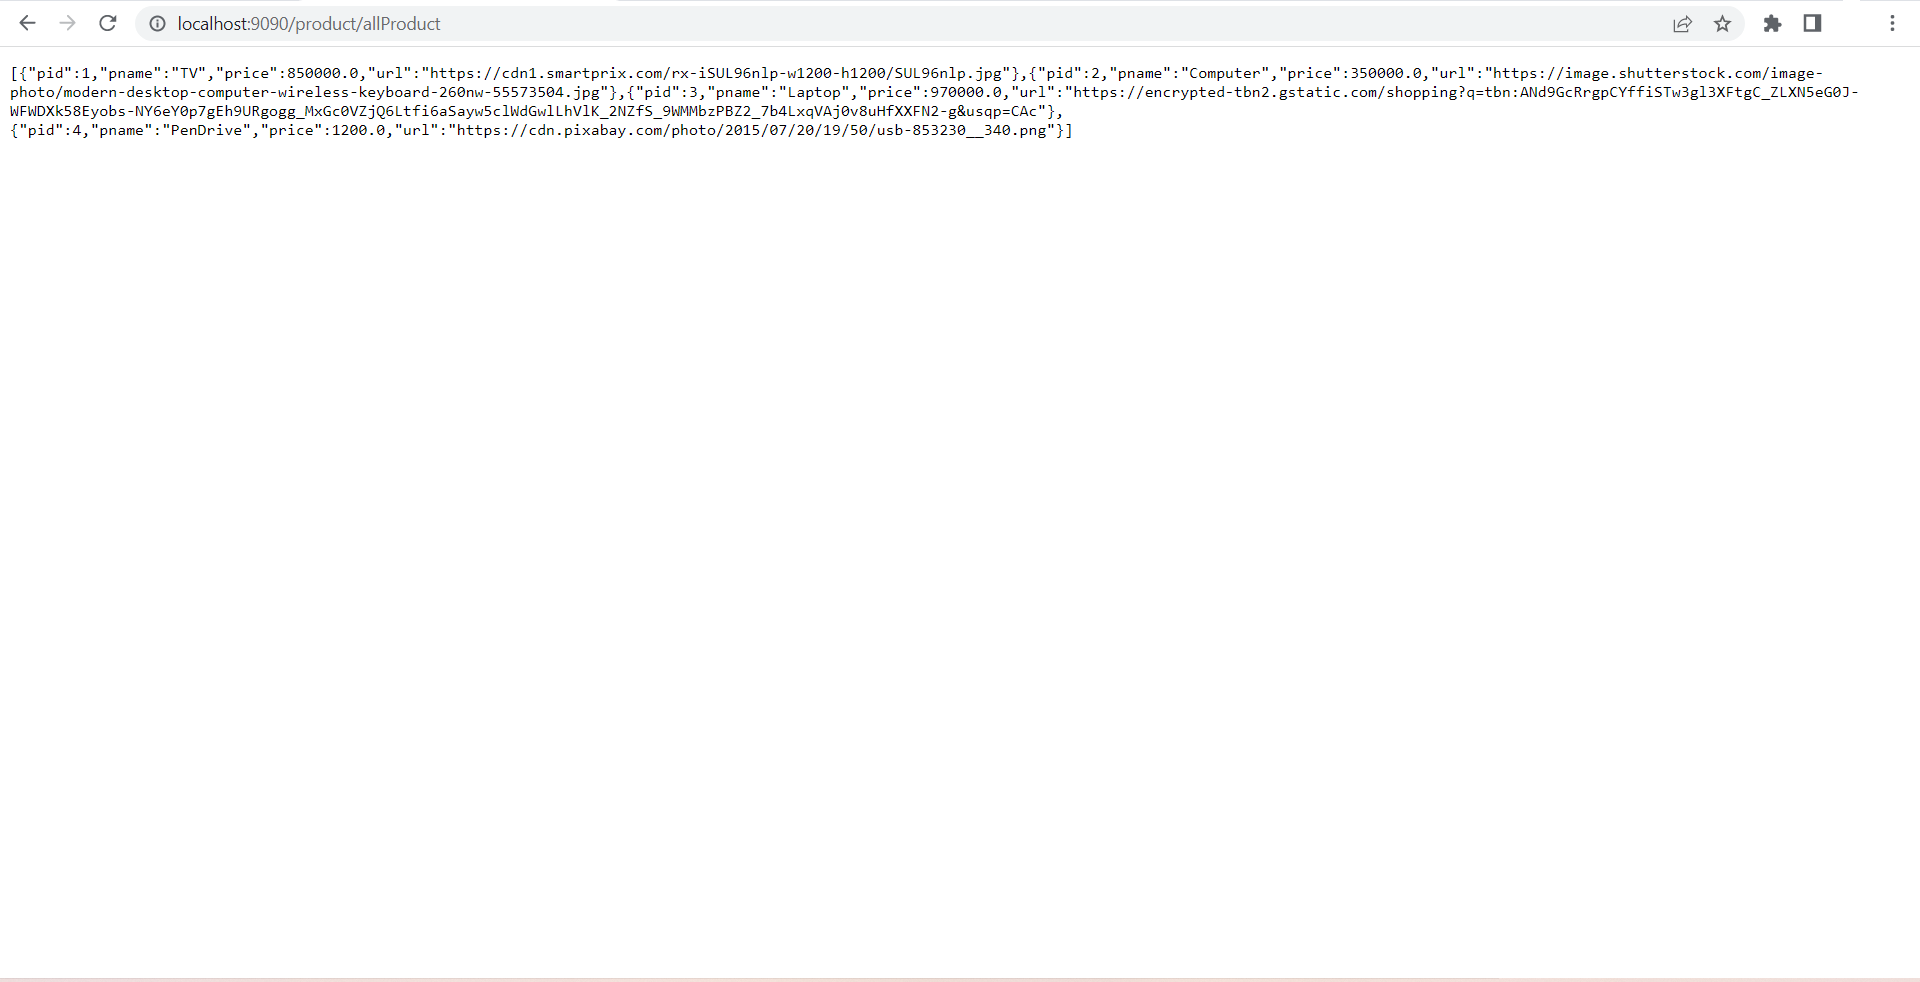 localhost:9090/product/allProduct
[{"pid":1,"pname":"TV","price":850000.0,"url":"https://cdn1.smartprix.com/rx-iSUL96nlp-w1200-h1200/SUL96nlp.jpg"},{"pid":2,"pname":"Computer","price":350000.0,"url":"https://image.shutterstock.com/image-
photo/modern-desktop-computer-wireless-keyboard-260nw-55573504.jpg"},{"pid":3,"pname":"Laptop","price":970000.0,"url":"https://encrypted-tbn2.gstatic.com/shopping?q=tbn:ANd9GcRrgpCYffiSTw3gl3XFtgC_ZLXN5eG0J-
WFWDXk58Eyobs-NY6eY0p7gEh9URgogg_MxGc0VZjQ6Ltfi6aSayw5clWdGwlLhVlK_2NZfS_9WMMbzPBZ2_7b4LxqVAj0v8uHfXXFN2-g&usqp=CAc"},
{"pid":4,"pname":"PenDrive","price":1200.0,"url":"https://cdn.pixabay.com/photo/2015/07/20/19/50/usb-853230__340.png"}]